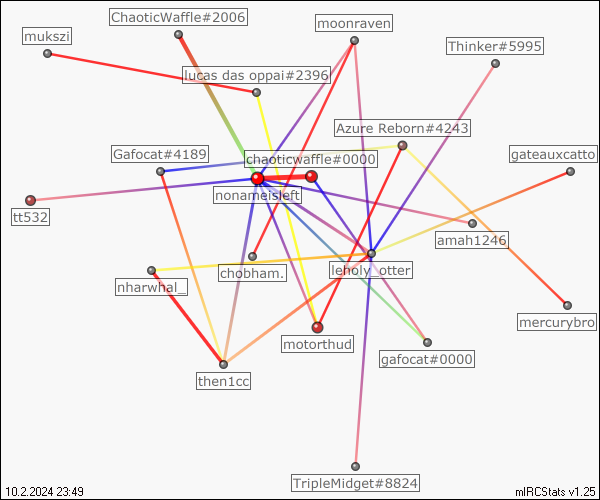 ChaoticWaffle#2006
moonraven
mukszi
Thinker#5995
lucas das oppai#2396
Azure Reborn#4243
Gafocat#4189
chaoticwaffle#0000
gateauxcatto
nonameisleft
tt532
amah1246
leholy_otter
chobham.
nharwhal_
mercurybro
motorthud
gafocat#0000
then1cc
TripleMidget#8824
10.2.2024 23:49
mIRCStats v1.25